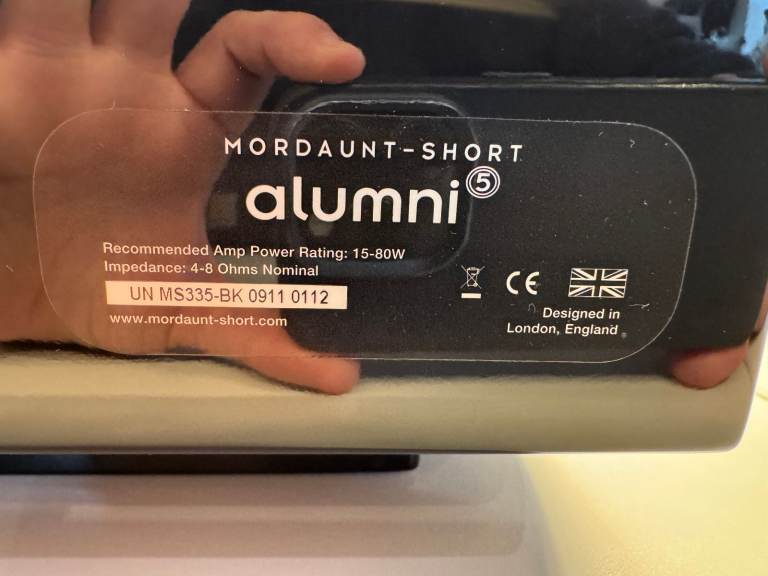 MORDAUNT-SHORT
alumni 5
Recommended Amp Power Rating: 15-80W
Impedance: 4-8 Ohms Nominal
UN MS335-BK 0911 0112
www.mordaunt-short.com
CE
Designed in
London, England